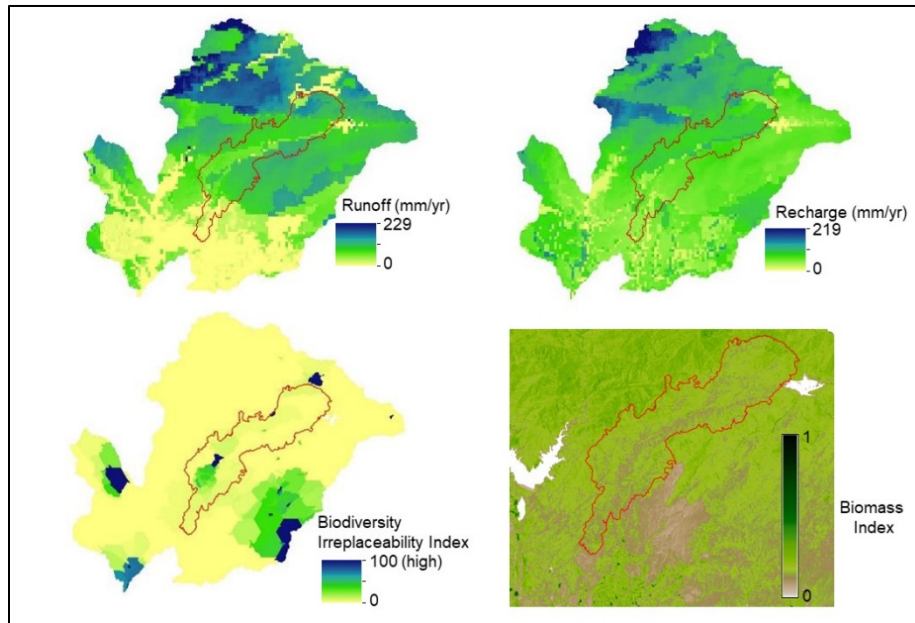 Runoff (mm/yr)
229
0
Recharge (mm/yr)
219
0
Biodiversity
Irreplaceability Index
100 (high)
0
1
Biomass
Index
0